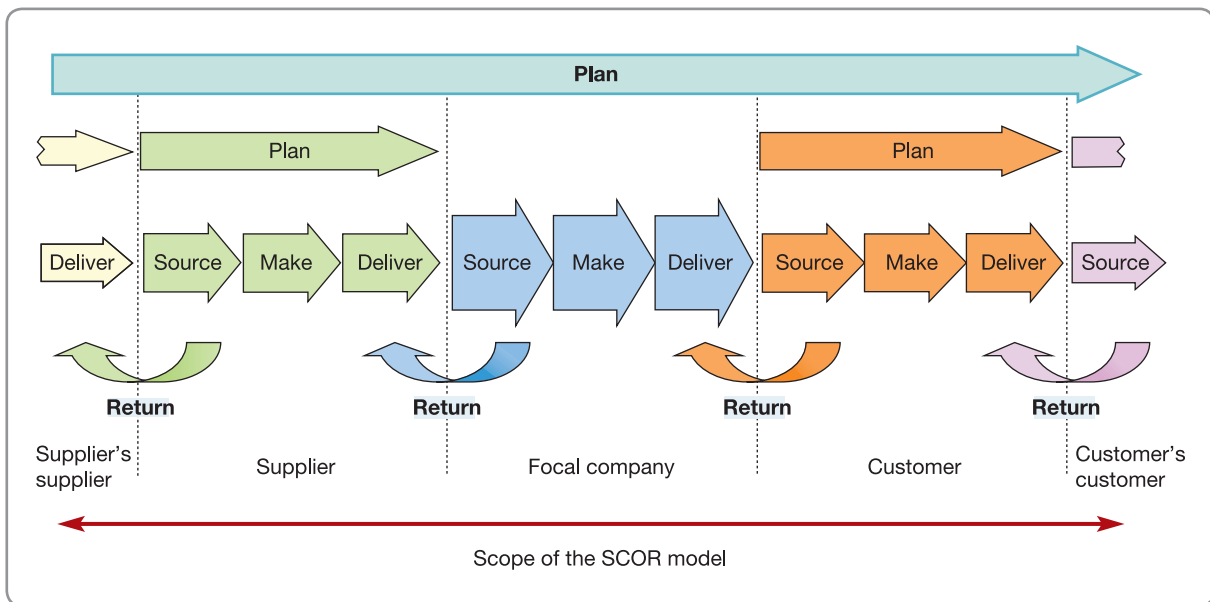 Plan
Plan
Plan
Deliver
Source
Make
Deliver
Source
Make
Deliver
Source
Make
Deliver
Source
Return
Return
Return
Return
Supplier's
supplier
Supplier
Focal company
Customer
Customer's
customer
Scope of the SCOR model